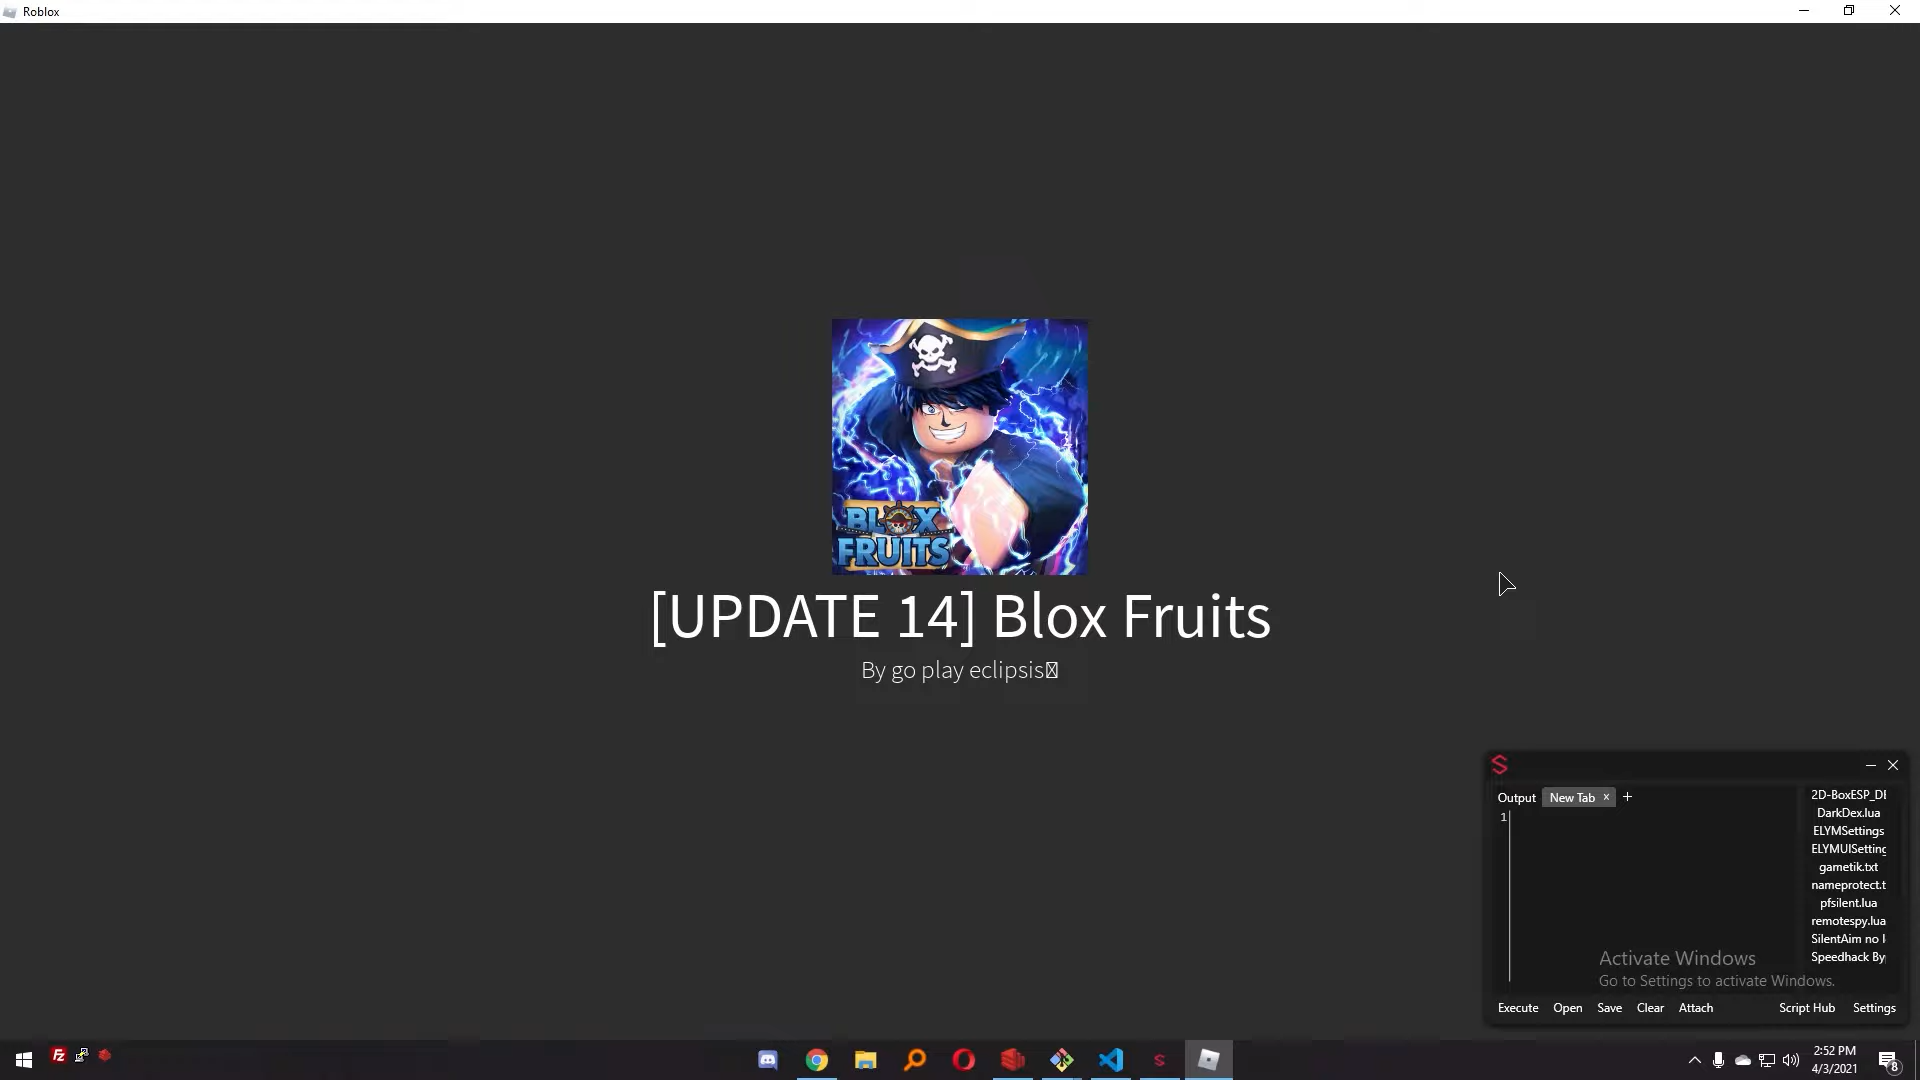 Roblox
BLOX
FRUITS
[UPDATE 14] Blox Fruits
By go play eclipsis
Output
New Tab × +
1
2D-BoxESP_DE
DarkDex.lua
ELYMSettings
ELYMUISetting
gametik.txt
nameprotect.t
pfsilent.lua
remotespy.lua
SilentAim no l
Speedhack By
Activate Windows
Go to Settings to activate Windows.
Execute Open Save Clear Attach Script Hub Settings
2:52 PM
4/3/2021
8